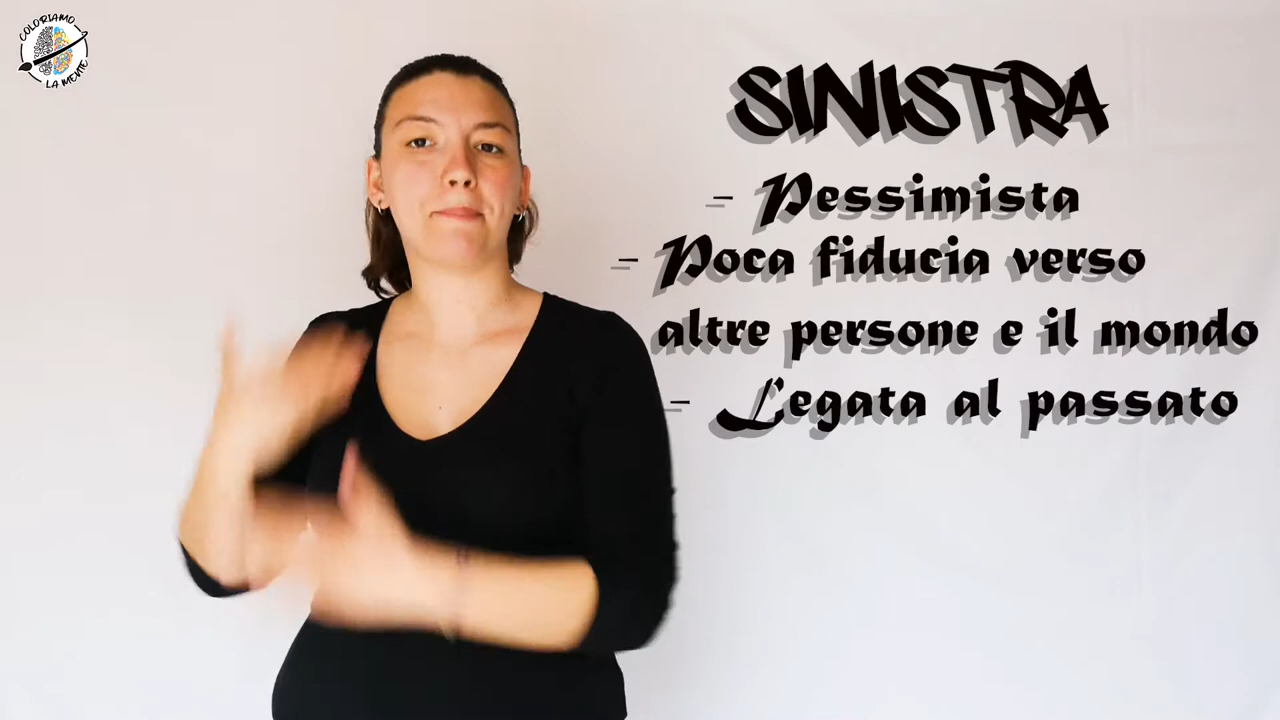 COLORIAMO
LA MENTE
SINISTRA
- Pessimista
- Poca fiducia verso
altre persone e il mondo
- Legata al passato